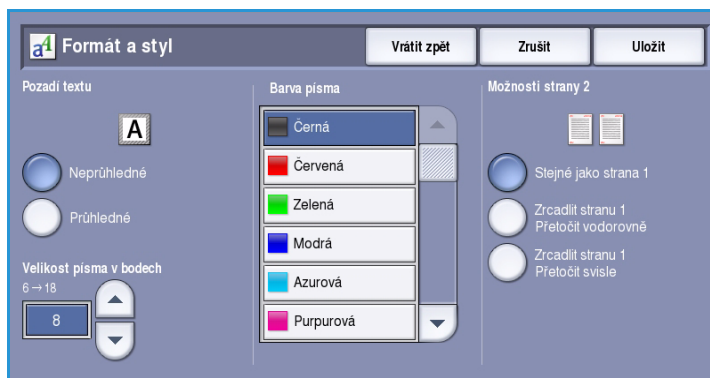 Formát a styl
Vrátit zpět
Zrušit
Uložit
Pozadí textu
A
Neprůhledné
Průhledné
Velikost písma v bodech
6→18
8
Barva písma
Černá
Červená
Zelená
Modrá
Azurová
Purpurová
Možnosti strany 2
Stejné jako strana 1
Zrcadlit stranu 1
Přetočit vodorovně
Zrcadlit stranu 1
Přetočit svisle